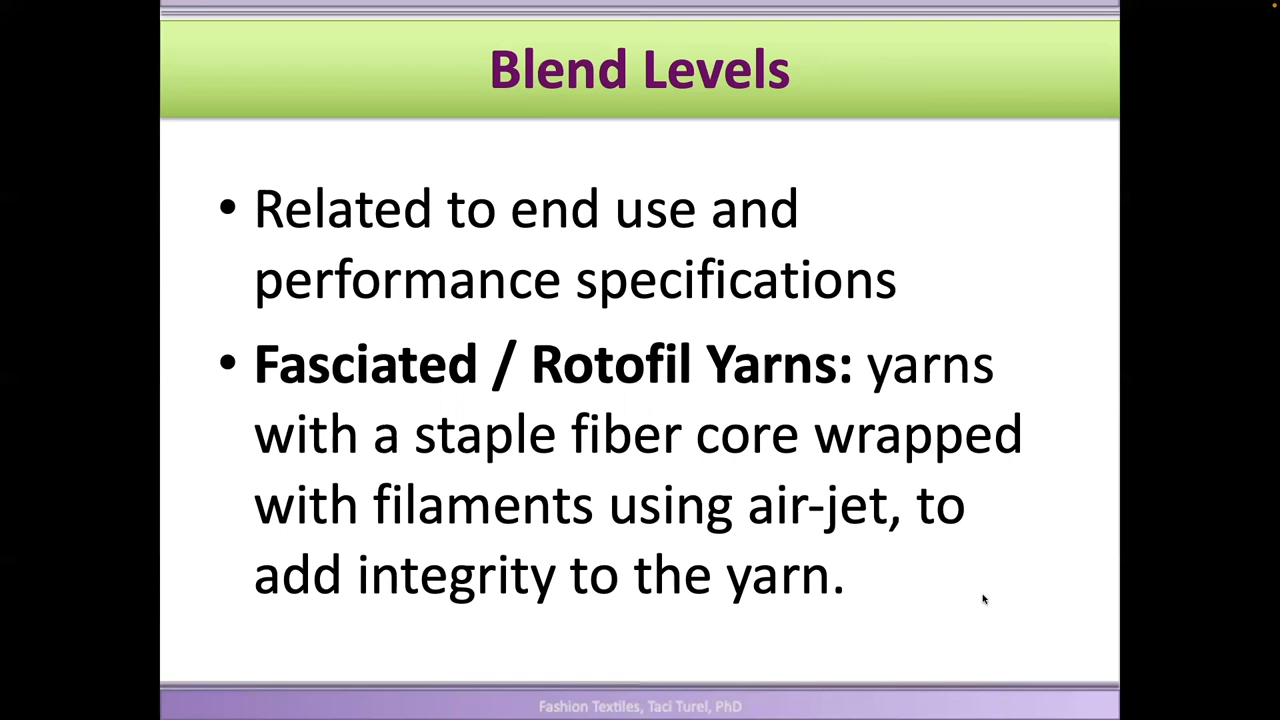 Blend Levels
• Related to end use and
performance specifications
• Fasciated / Rotofil Yarns: yarns
with a staple fiber core wrapped
with filaments using air-jet, to
add integrity to the yarn.
Fashion Textiles, Taci Turel, PhD